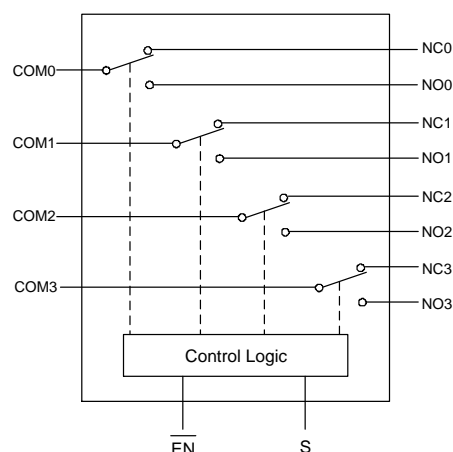 COM0
NC0
NO0
COM1
NC1
NO1
COM2
NC2
NO2
COM3
NC3
NO3
Control Logic
EN
S